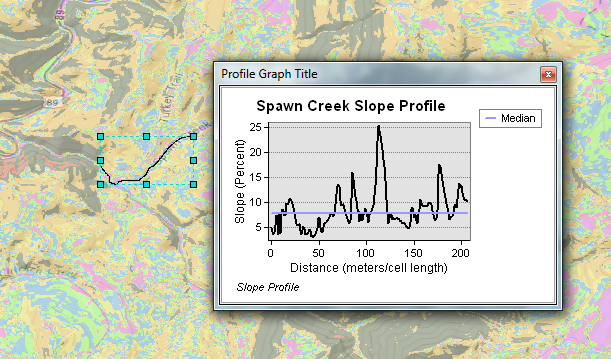 Profile Graph Title
Spawn Creek Slope Profile
Median
Slope (Percent)
25
20
15
10
5
0
50
100
150
200
Distance (meters/cell length)
Slope Profile
89
89